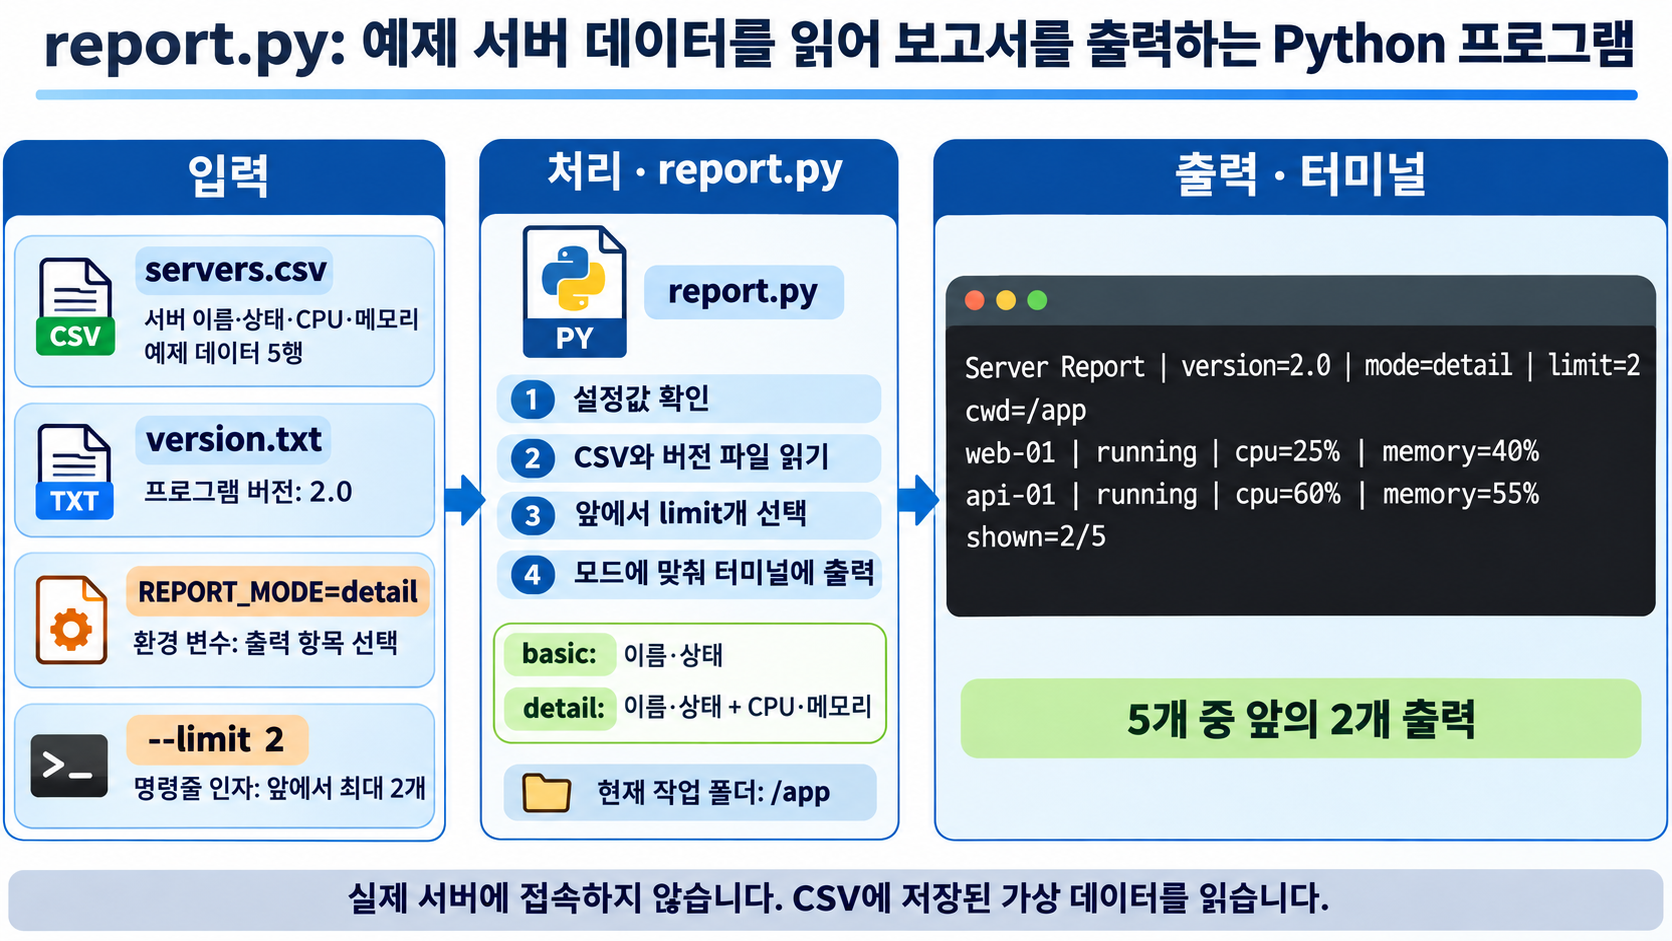 report.py: 예제 서버 데이터를 읽어 보고서를 출력하는 Python 프로그램
입력
CSV
servers.csv
서버 이름·상태·CPU·메모리
예제 데이터 5행
TXT
version.txt
프로그램 버전: 2.0
REPORT_MODE=detail
환경 변수: 출력 항목 선택
>_
--limit 2
명령줄 인자: 앞에서 최대 2개
처리 · report.py
PY
report.py
1 설정값 확인
2 CSV와 버전 파일 읽기
3 앞에서 limit개 선택
4 모드에 맞춰 터미널에 출력
basic: 이름·상태
detail: 이름·상태 + CPU·메모리
현재 작업 폴더: /app
출력 · 터미널
Server Report | version=2.0 | mode=detail | limit=2
cwd=/app
web-01 | running | cpu=25% | memory=40%
api-01 | running | cpu=60% | memory=55%
shown=2/5
5개 중 앞의 2개 출력
실제 서버에 접속하지 않습니다. CSV에 저장된 가상 데이터를 읽습니다.